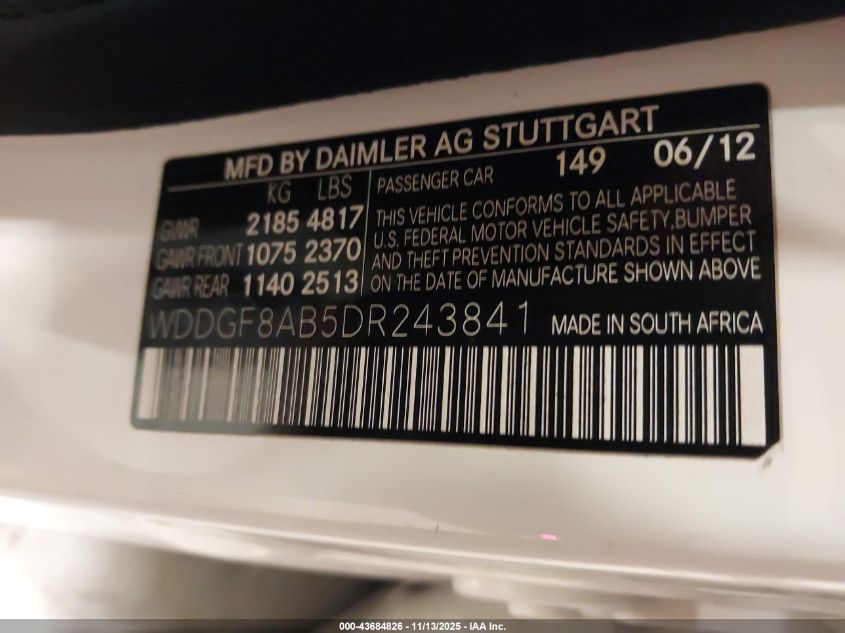 MFD BY DAIMLER AG STUTTGART
KG LBS PASSENGER CAR 149 06/12
GVWR 2185 4817 THIS VEHICLE CONFORMS TO ALL APPLICABLE
GAWR FRONT 1075 2370 U.S. FEDERAL MOTOR VEHICLE SAFETY, BUMPER
AND THEFT PREVENTION STANDARDS IN EFFECT
GAWR REAR 1140 2513 ON THE DATE OF MANUFACTURE SHOWN ABOVE
WDDGF8AB5DR243841 MADE IN SOUTH AFRICA
000-43684826 - 11/13/2025 - IAA Inc.